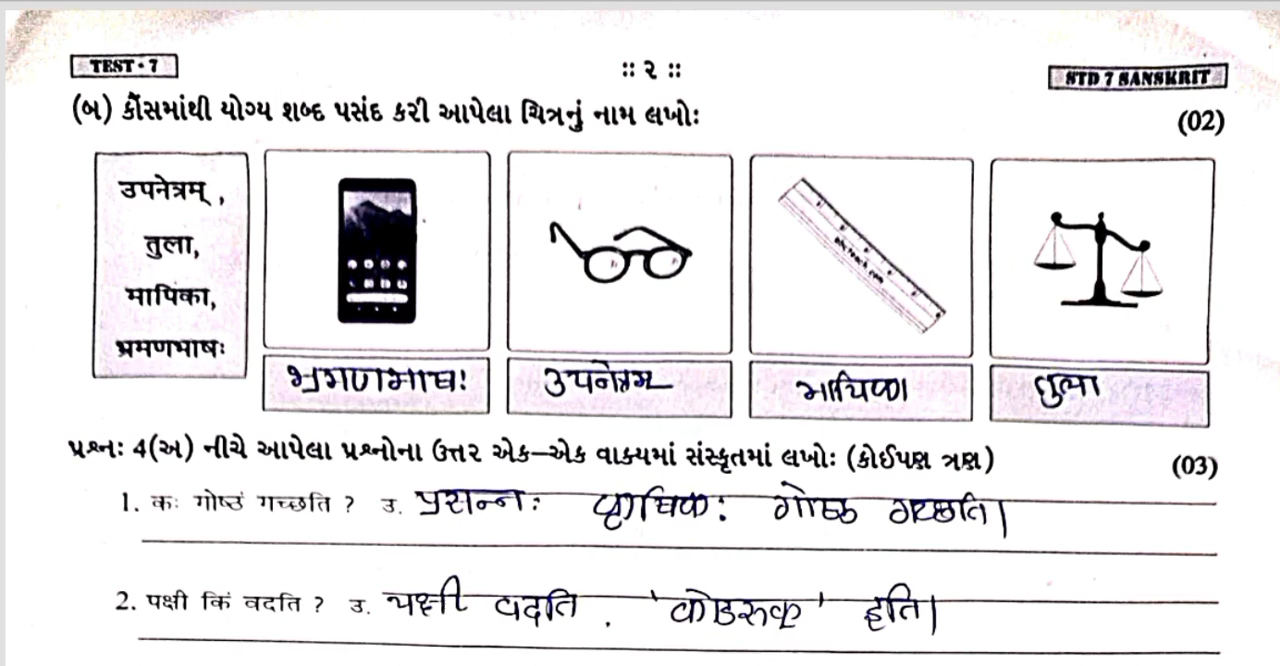 TEST - 7
:: ૨ ::
STD 7 SANSKRIT
(બ) કૌંસમાંથી યોગ્ય શબ્દ પસંદ કરી આપેલા ચિત્રનું નામ લખો:
(02)
उपनेत्रम् ,
तुला,
मापिका,
भ्रमणभाषः
भ्रमणभाषः
उपनेत्रम
मापिका
तुला
પ્રશ્ન: 4(અ) નીચે આપેલા પ્રશ્નોના ઉત્તર એક-એક વાક્યમાં સંસ્કૃતમાં લખો: (કોઈપણ ત્રણ)
(03)
1. कः गोष्ठं गच्छति ? उ. प्रसन्नः कृषिकः गोष्ठ गच्छति।
2. पक्षी किं वदति ? उ. पक्षी वदति . 'कोडरुक्' इति।